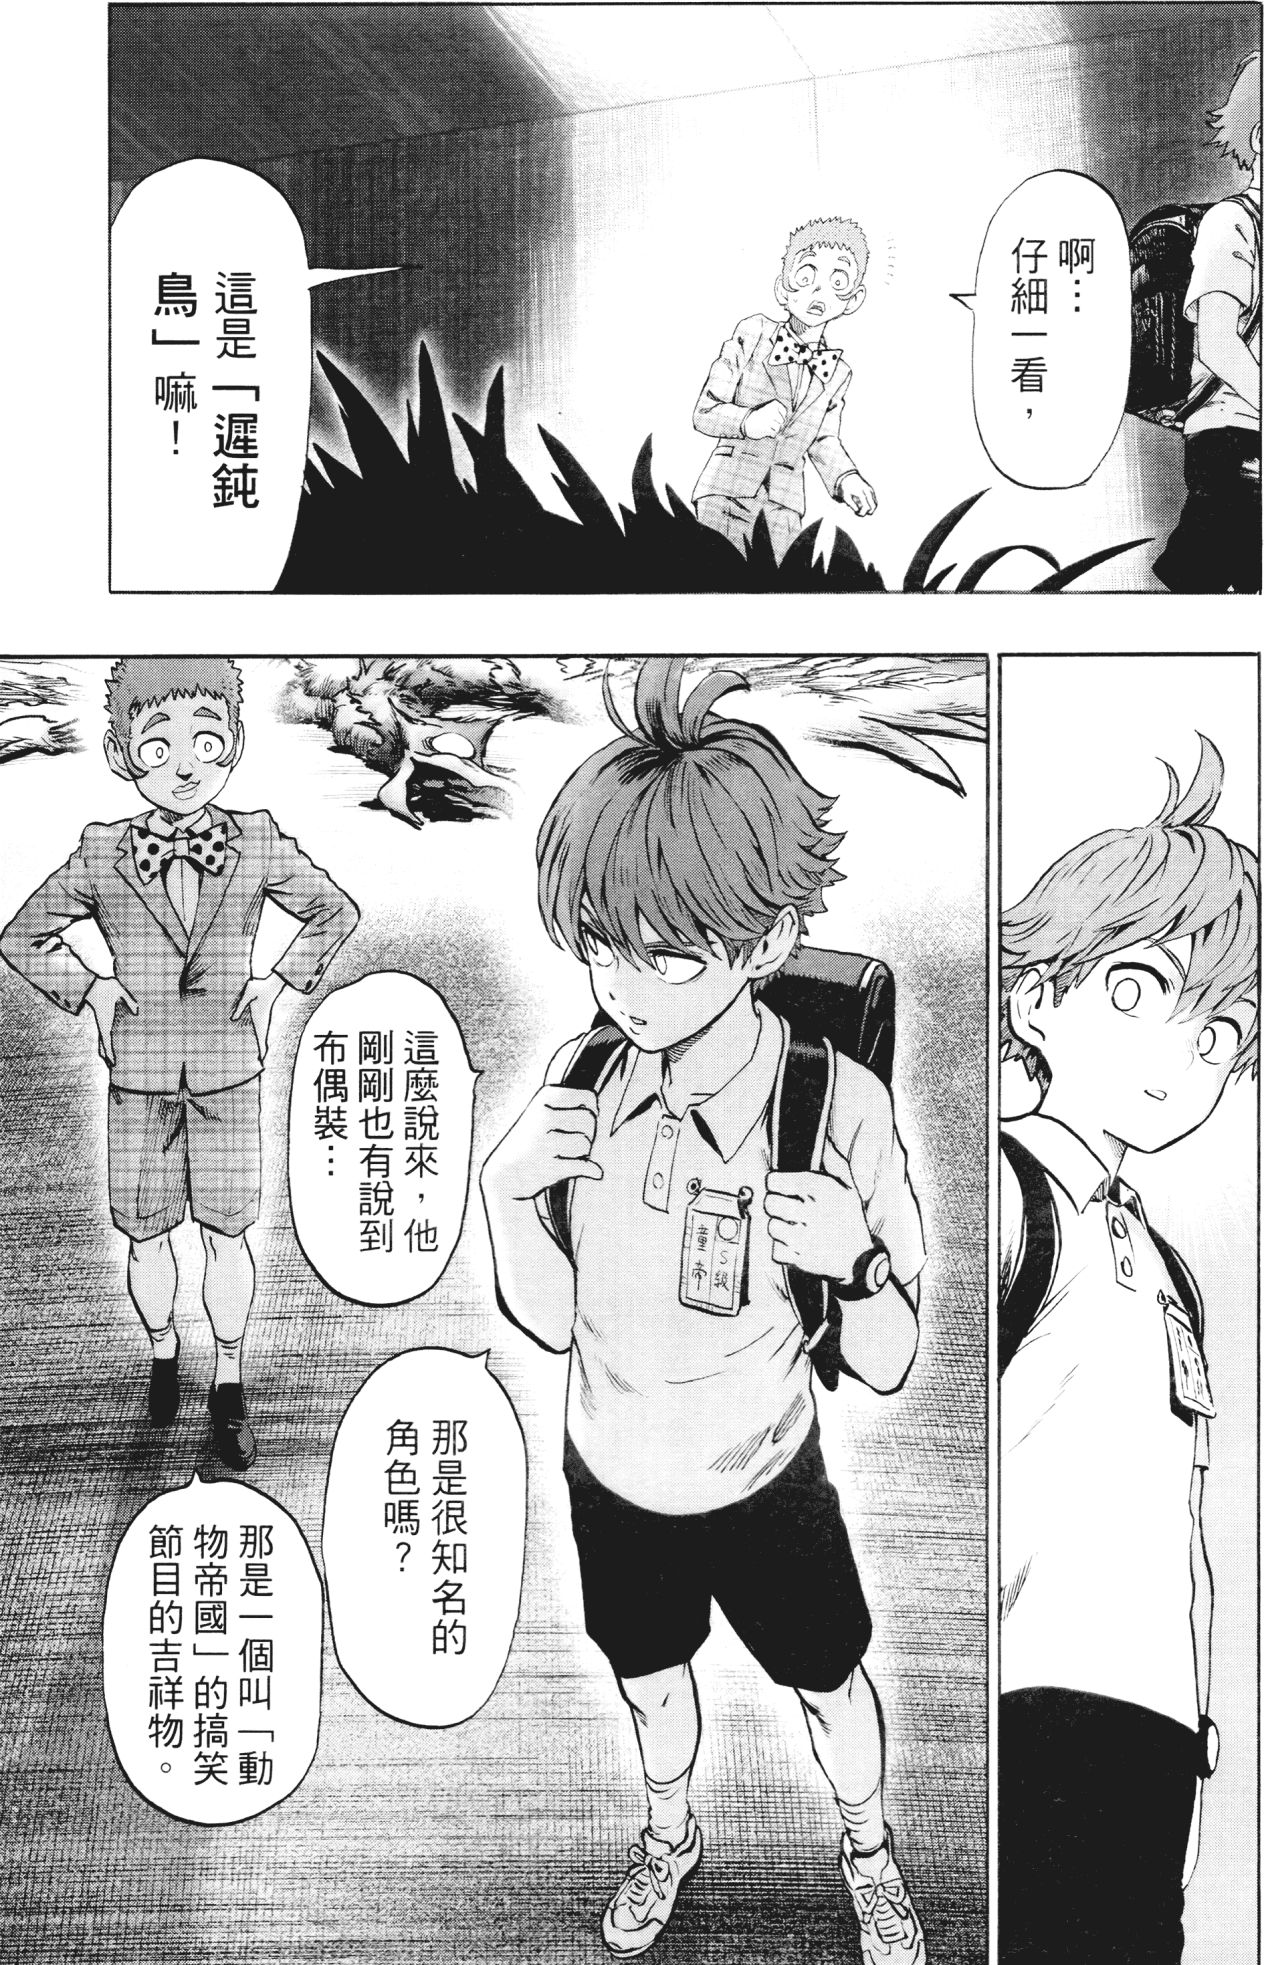 啊…
仔細一看，
這是「遲鈍
鳥」嘛！
這麼說來，他
剛剛也有說到
布偶裝…
S級
童帝
那是很知名的
角色嗎？
那是一個叫「動
物帝國」的搞笑
節目的吉祥物。